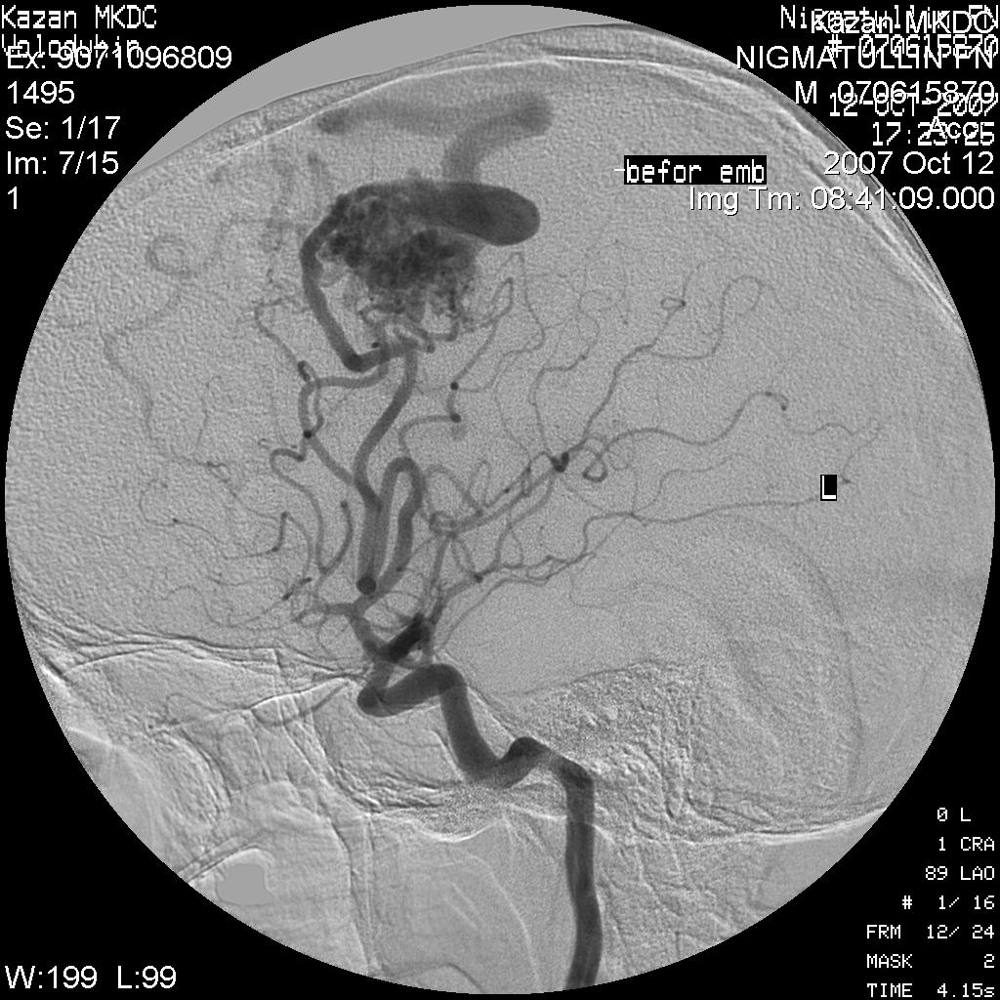 Kazan MKDC
Ex: 9071096809
1495
Se: 1/17
Im: 7/15
1
Nigmatullin FN
Kazan MKDC
# 070615870
NIGMATULLIN FN
M 070615870
12-OCT-2007
17:23:25
Acc:
2007 Oct 12
Img Tm: 08:41:09.000
-befor emb
L
0 L
1 CRA
89 LAO
# 1/ 16
FRM 12/ 24
MASK 2
TIME 4.15s
W:199 L:99